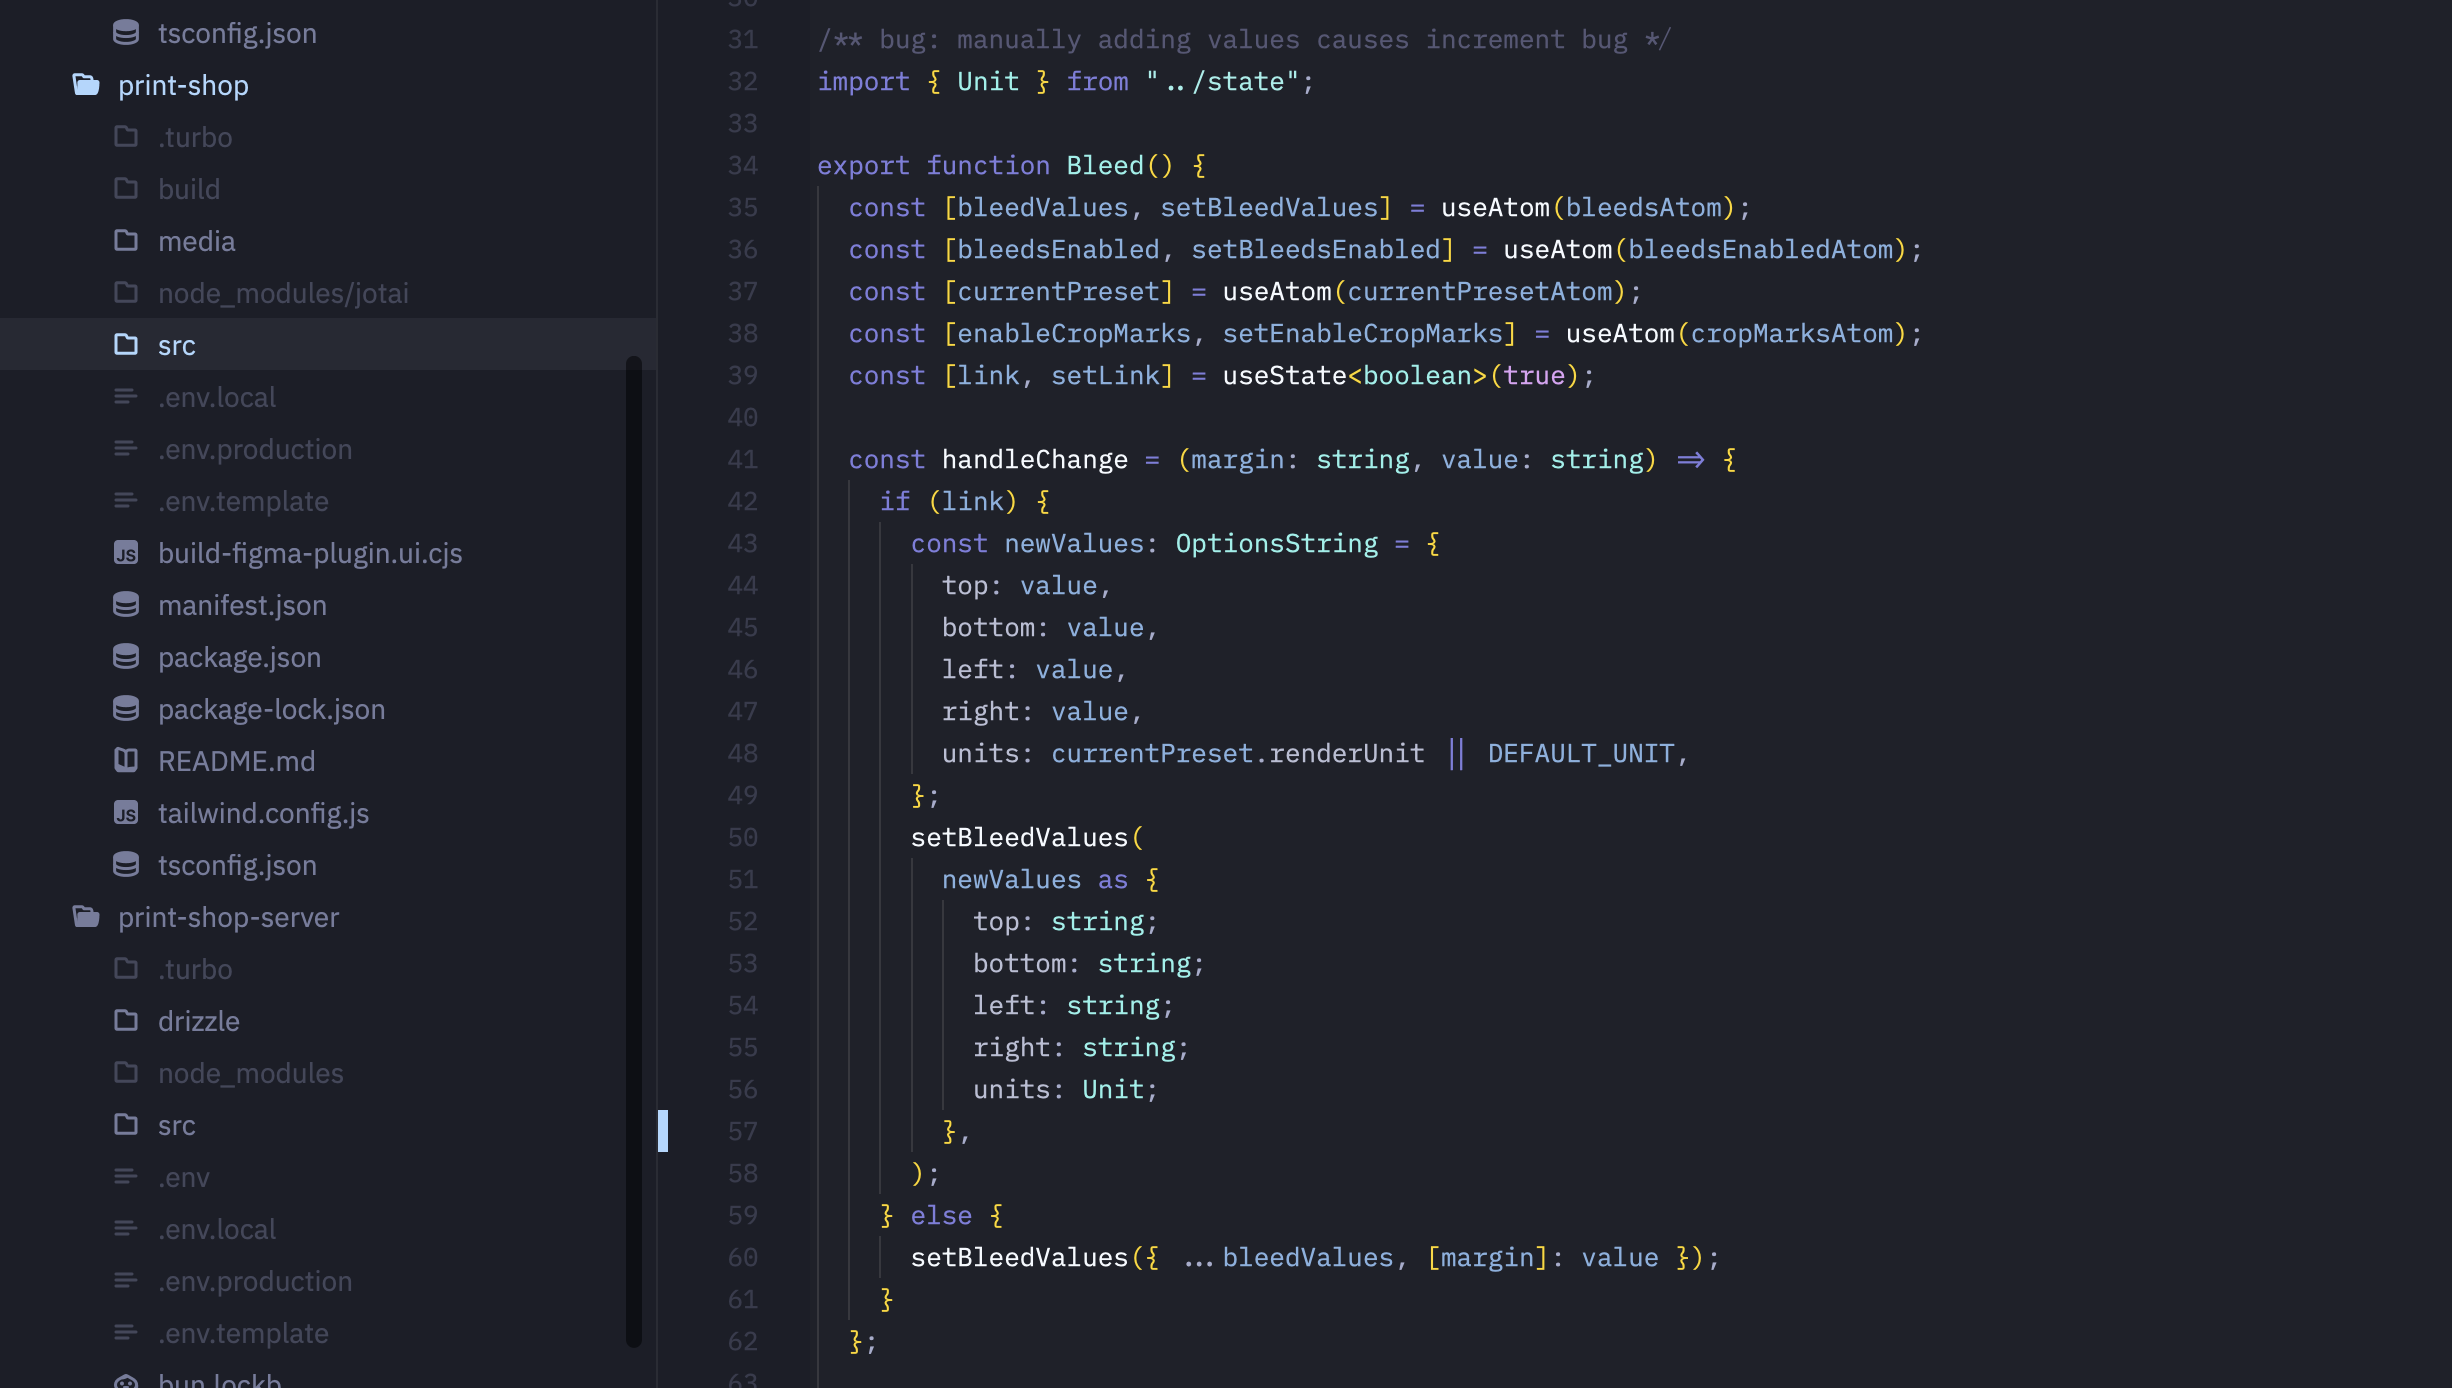 tsconfig.json
print-shop
.turbo
build
media
node_modules/jotai
src
.env.local
.env.production
.env.template
build-figma-plugin.ui.cjs
manifest.json
package.json
package-lock.json
README.md
tailwind.config.js
tsconfig.json
print-shop-server
.turbo
drizzle
node_modules
src
.env
.env.local
.env.production
.env.template
bun.lockb
30
31 /** bug: manually adding values causes increment bug */
32 import { Unit } from "../state";
33
34 export function Bleed() {
35   const [bleedValues, setBleedValues] = useAtom(bleedsAtom);
36   const [bleedsEnabled, setBleedsEnabled] = useAtom(bleedsEnabledAtom);
37   const [currentPreset] = useAtom(currentPresetAtom);
38   const [enableCropMarks, setEnableCropMarks] = useAtom(cropMarksAtom);
39   const [link, setLink] = useState<boolean>(true);
40
41   const handleChange = (margin: string, value: string) => {
42     if (link) {
43       const newValues: OptionsString = {
44         top: value,
45         bottom: value,
46         left: value,
47         right: value,
48         units: currentPreset.renderUnit || DEFAULT_UNIT,
49       };
50       setBleedValues(
51         newValues as {
52           top: string;
53           bottom: string;
54           left: string;
55           right: string;
56           units: Unit;
57         },
58       );
59     } else {
60       setBleedValues({ ...bleedValues, [margin]: value });
61     }
62   };
63